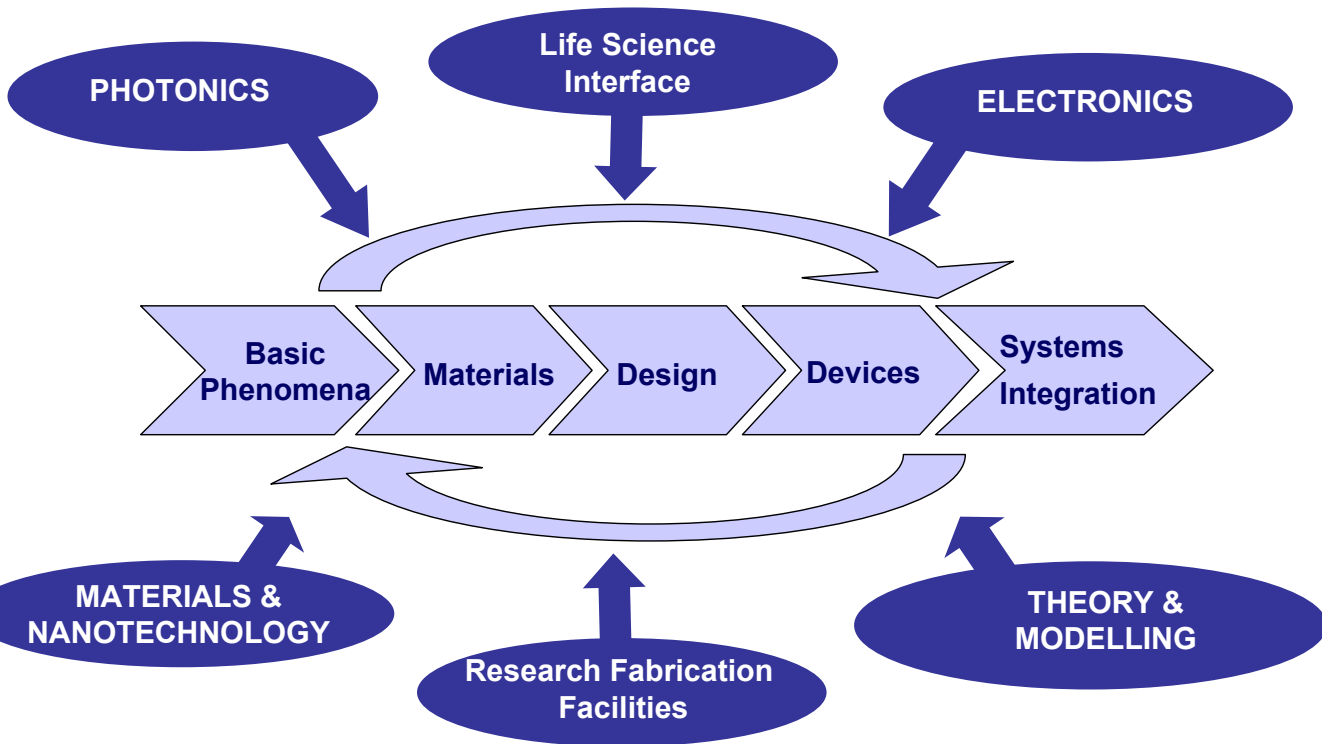 PHOTONICS
Life Science
Interface
ELECTRONICS
Basic
Phenomena
Materials
Design
Devices
Systems
Integration
MATERIALS &
NANOTECHNOLOGY
Research Fabrication
Facilities
THEORY &
MODELLING